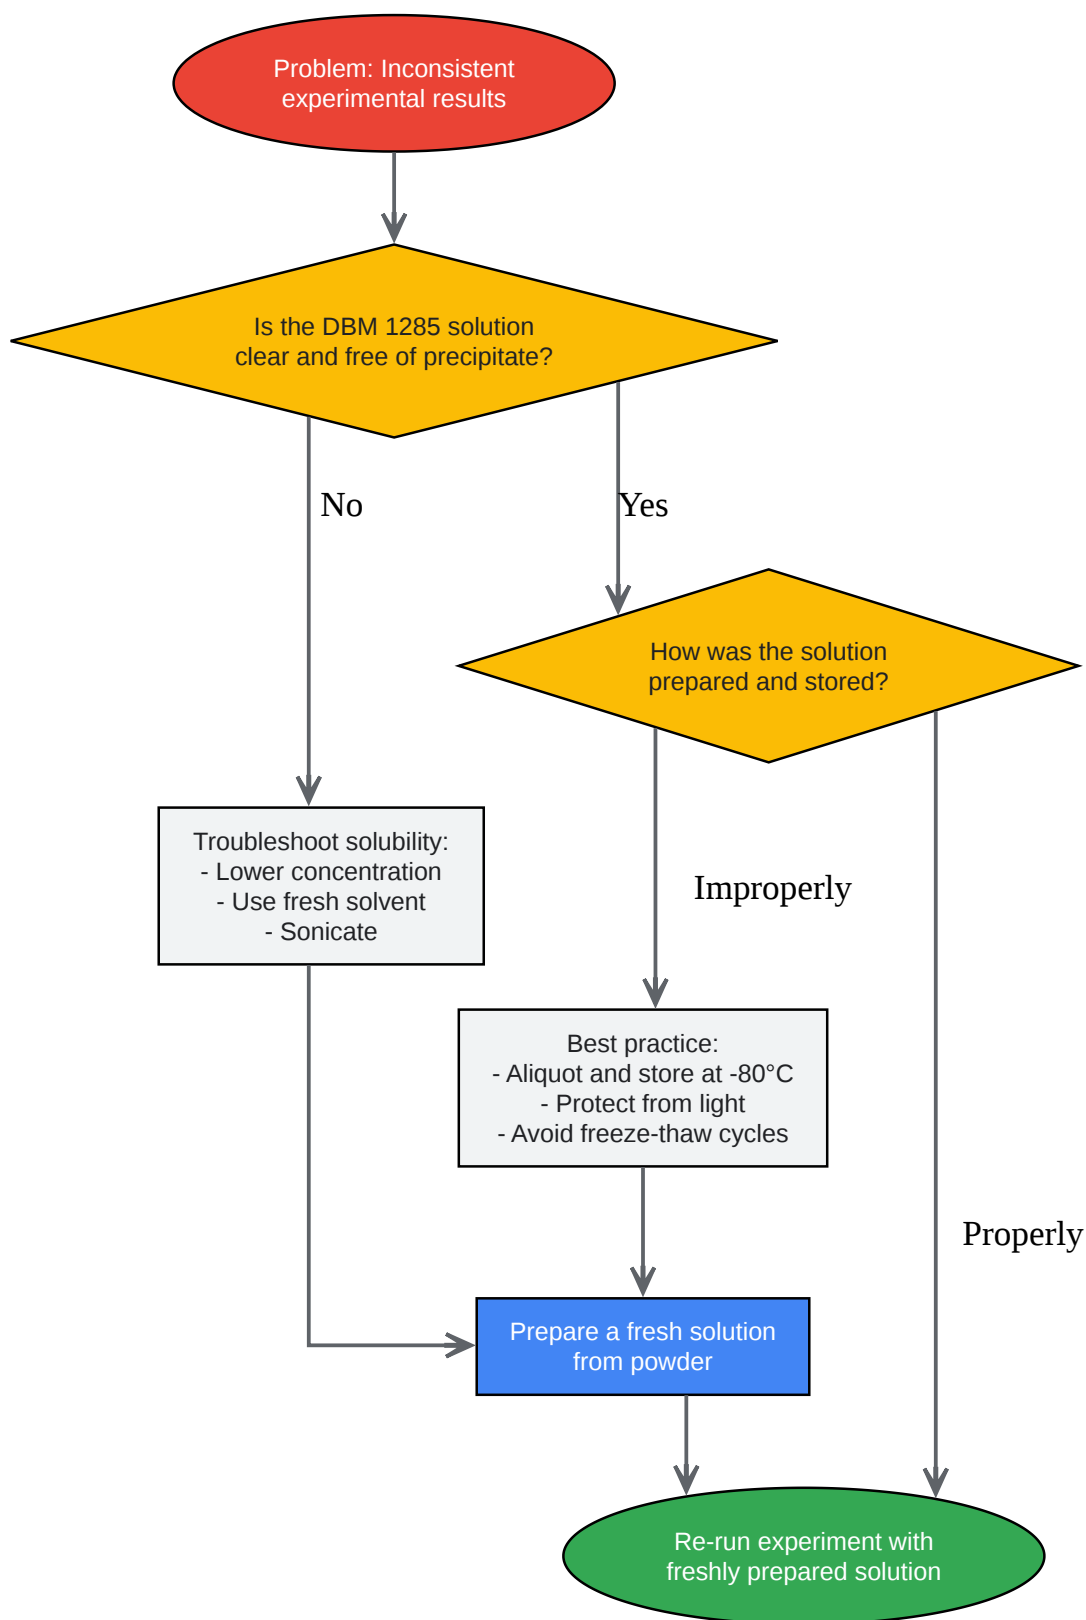 Problem: Inconsistent
experimental results
Is the DBM 1285 solution
clear and free of precipitate?
No
Yes
How was the solution
prepared and stored?
Troubleshoot solubility:
- Lower concentration
- Use fresh solvent
- Sonicate
Improperly
Best practice:
- Aliquot and store at -80°C
- Protect from light
- Avoid freeze-thaw cycles
Properly
Prepare a fresh solution
from powder
Re-run experiment with
freshly prepared solution